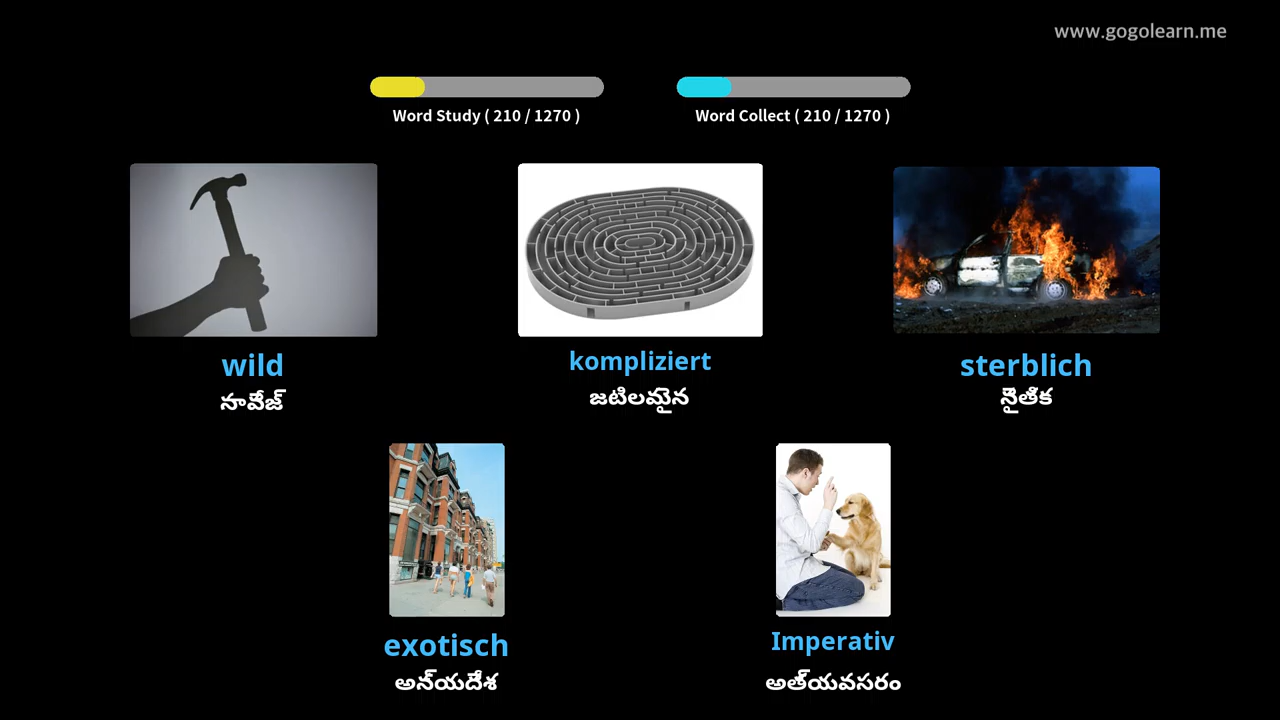 www.gogolearn.me
Word Study ( 210 / 1270 )
Word Collect ( 210 / 1270 )
wild
నావేజ్
kompliziert
జటిలమైన
sterblich
నైతిక
exotisch
అన్యదేశ
Imperativ
అత్యవసరం